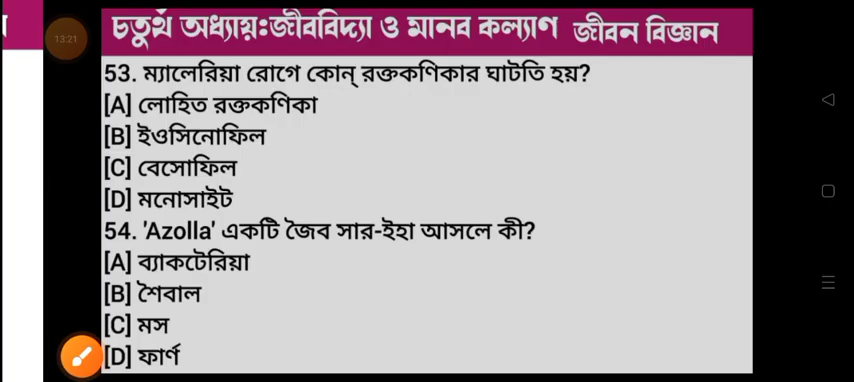 13:21
চতুর্থ অধ্যায়ঃজীববিদ্যা ও মানব কল্যাণ জীবন বিজ্ঞান
53. ম্যালেরিয়া রোগে কোন্ রক্তকণিকার ঘাটতি হয়?
[A] লোহিত রক্তকণিকা
[B] ইওসিনোফিল
[C] বেসোফিল
[D] মনোসাইট
54. 'Azolla' একটি জৈব সার-ইহা আসলে কী?
[A] ব্যাকটেরিয়া
[B] শৈবাল
[C] মস
[D] ফার্ণ